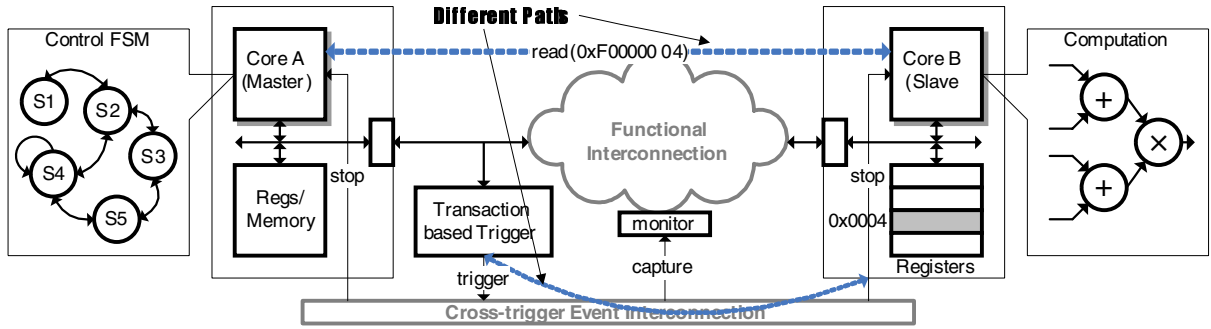 Different Paths
Control FSM
S1
S2
S3
S4
S5
Core A
(Master)
Regs/
Memory
stop
read(0xF00000 04)
Functional
Interconnection
Transaction
based Trigger
trigger
monitor
capture
Cross-trigger Event Interconnection
Core B
(Slave
stop
0x0004
Registers
Computation
+
+
×